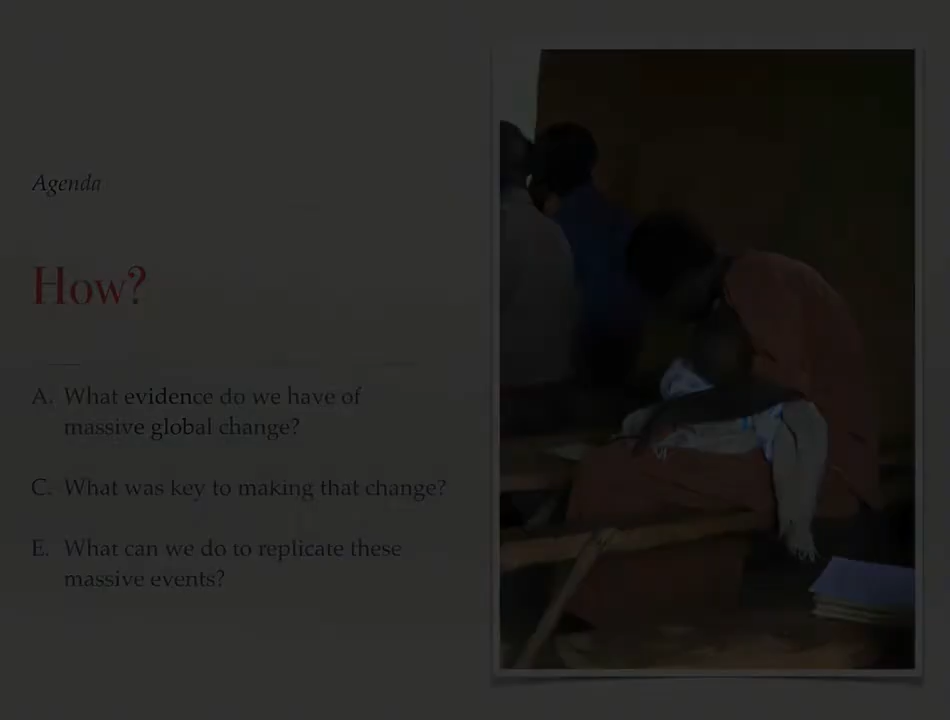 Agenda
How?
A. What evidence do we have of
massive global change?
C. What was key to making that change?
E. What can we do to replicate these
massive events?